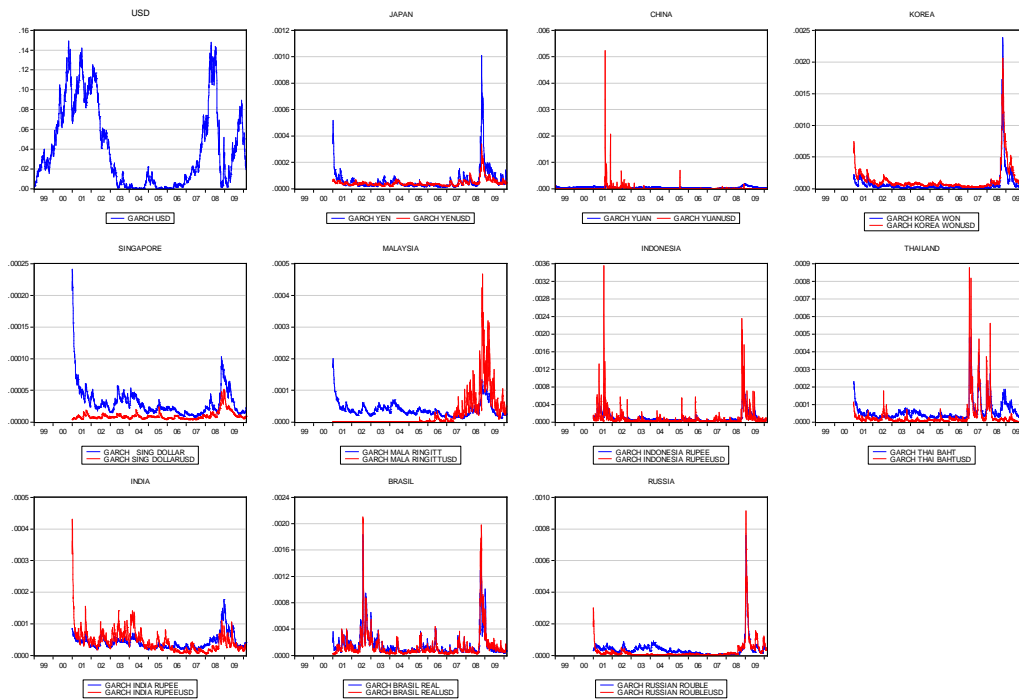 USD
.16
.14
.12
.10
.08
.06
.04
.02
.00
99 00 01 02 03 04 05 06 07 08 09
GARCH USD
JAPAN
.0012
.0010
.0008
.0006
.0004
.0002
.0000
99 00 01 02 03 04 05 06 07 08 09
GARCH YEN GARCH YENUSD
CHINA
.006
.005
.004
.003
.002
.001
.000
99 00 01 02 03 04 05 06 07 08 09
GARCH YUAN GARCH YUANUSD
KOREA
.0025
.0020
.0015
.0010
.0005
.0000
99 00 01 02 03 04 05 06 07 08 09
GARCH KOREA WON
GARCH KOREA WONUSD
SINGAPORE
.00025
.00020
.00015
.00010
.00005
.00000
99 00 01 02 03 04 05 06 07 08 09
GARCH SING DOLLAR
GARCH SING DOLLARUSD
MALAYSIA
.0005
.0004
.0003
.0002
.0001
.0000
99 00 01 02 03 04 05 06 07 08 09
GARCH MALA RINGITT
GARCH MALA RINGITTUSD
INDONESIA
.0036
.0032
.0028
.0024
.0020
.0016
.0012
.0008
.0004
.0000
99 00 01 02 03 04 05 06 07 08 09
GARCH INDONESIA RUPEE
GARCH INDONESIA RUPEEUSD
THAILAND
.0009
.0008
.0007
.0006
.0005
.0004
.0003
.0002
.0001
.0000
99 00 01 02 03 04 05 06 07 08 09
GARCH THAI BAHT
GARCH THAI BAHTUSD
INDIA
.0005
.0004
.0003
.0002
.0001
.0000
99 00 01 02 03 04 05 06 07 08 09
GARCH INDIA RUPEE
GARCH INDIA RUPEEUSD
BRASIL
.0024
.0020
.0016
.0012
.0008
.0004
.0000
99 00 01 02 03 04 05 06 07 08 09
GARCH BRASIL REAL
GARCH BRASIL REALUSD
RUSSIA
.0010
.0008
.0006
.0004
.0002
.0000
99 00 01 02 03 04 05 06 07 08 09
GARCH RUSSIAN ROUBLE
GARCH RUSSIAN ROUBLEUSD